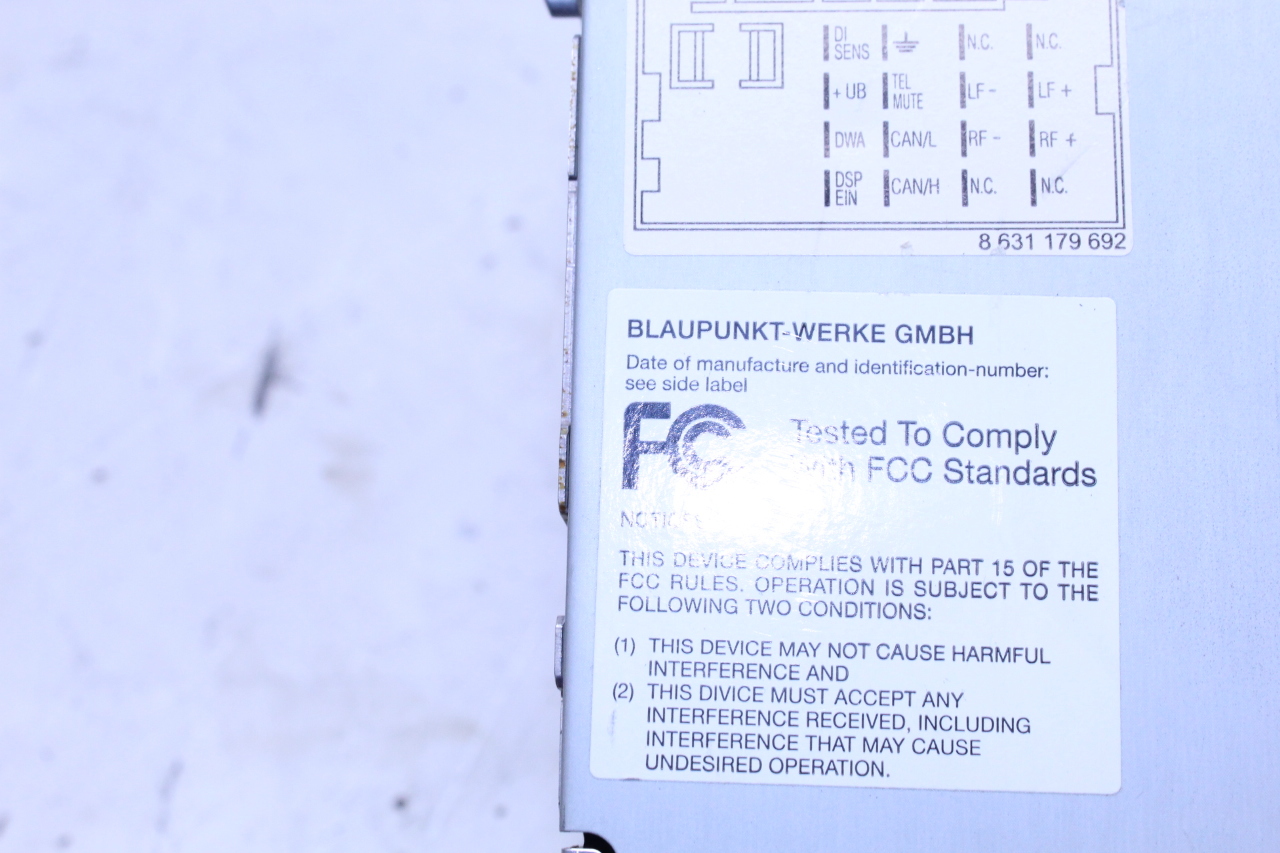 DI SENS
N.C.
N.C.
+ UB
TEL MUTE
LF -
LF +
DWA
CAN/L
RF -
RF +
DSP EIN
CAN/H
N.C.
N.C.
8 631 179 692
BLAUPUNKT-WERKE GMBH
Date of manufacture and identification-number:
see side label
FC Tested To Comply
with FCC Standards
NOTICE
THIS DEVICE COMPLIES WITH PART 15 OF THE
FCC RULES. OPERATION IS SUBJECT TO THE
FOLLOWING TWO CONDITIONS:
(1) THIS DEVICE MAY NOT CAUSE HARMFUL
INTERFERENCE AND
(2) THIS DIVICE MUST ACCEPT ANY
INTERFERENCE RECEIVED, INCLUDING
INTERFERENCE THAT MAY CAUSE
UNDESIRED OPERATION.